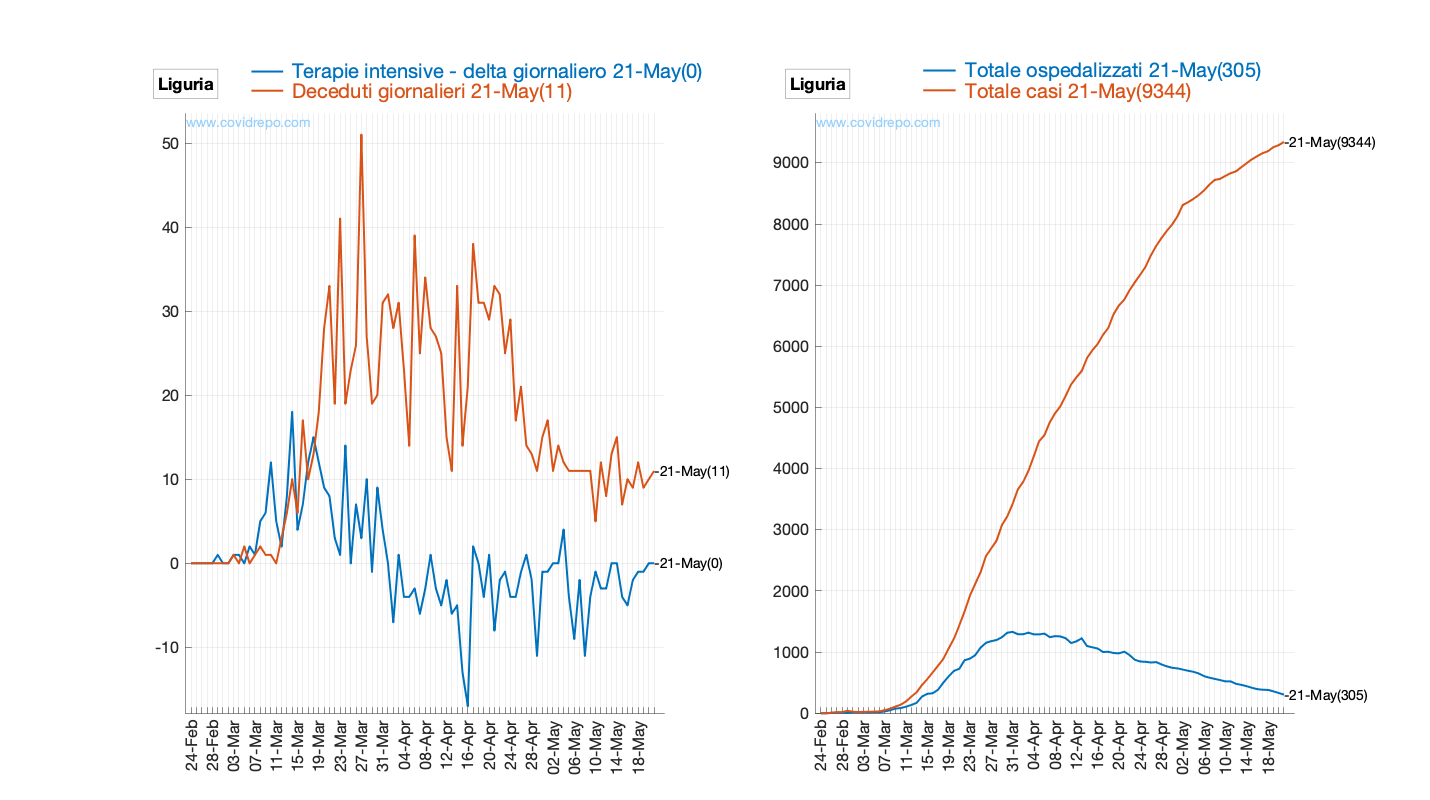 Liguria
Terapie intensive - delta giornaliero 21-May(0)
Deceduti giornalieri 21-May(11)
www.covidrepo.com
50
40
30
20
10
0
-10
-21-May(11)
-21-May(0)
24-Feb
28-Feb
03-Mar
07-Mar
11-Mar
15-Mar
19-Mar
23-Mar
27-Mar
31-Mar
04-Apr
08-Apr
12-Apr
16-Apr
20-Apr
24-Apr
28-Apr
02-May
06-May
10-May
14-May
18-May
Liguria
Totale ospedalizzati 21-May(305)
Totale casi 21-May(9344)
www.covidrepo.com
9000
8000
7000
6000
5000
4000
3000
2000
1000
0
-21-May(9344)
-21-May(305)
24-Feb
28-Feb
03-Mar
07-Mar
11-Mar
15-Mar
19-Mar
23-Mar
27-Mar
31-Mar
04-Apr
08-Apr
12-Apr
16-Apr
20-Apr
24-Apr
28-Apr
02-May
06-May
10-May
14-May
18-May